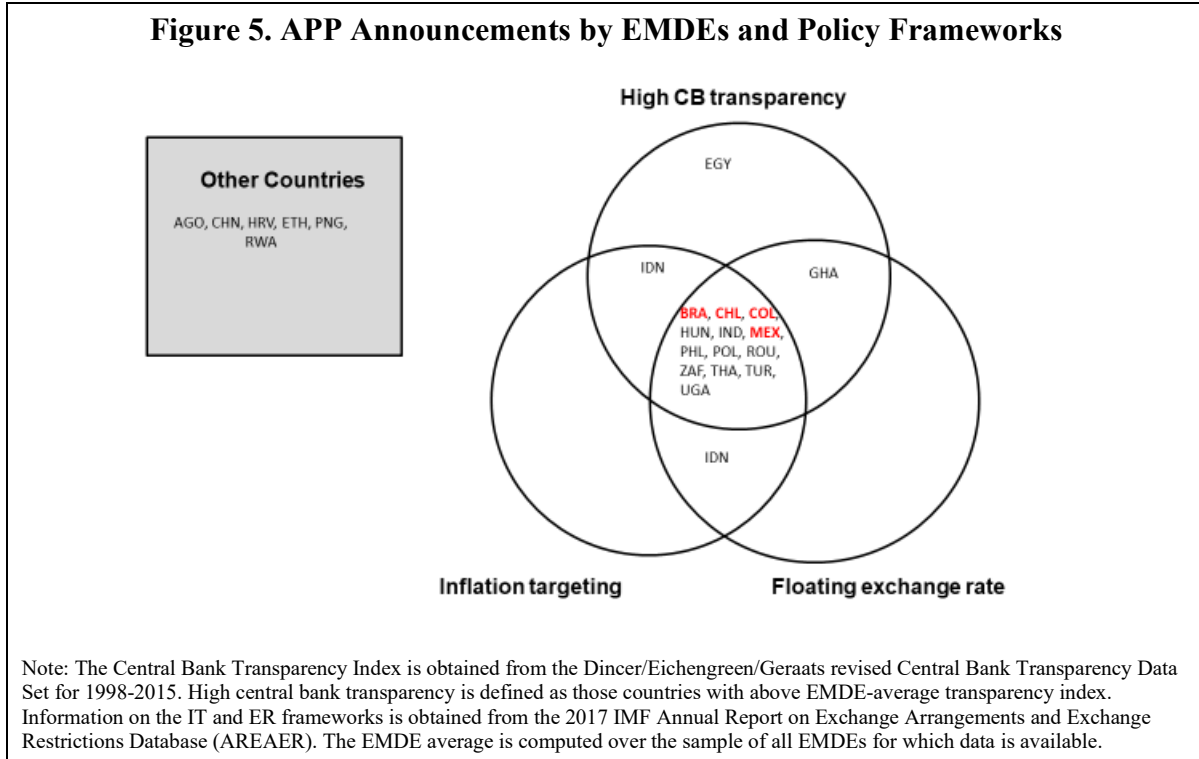 Figure 5. APP Announcements by EMDEs and Policy Frameworks
High CB transparency
EGY
Other Countries
AGO, CHN, HRV, ETH, PNG,
RWA
IDN
GHA
BRA, CHL, COL,
HUN, IND, MEX,
PHL, POL, ROU,
ZAF, THA, TUR,
UGA
IDN
Inflation targeting
Floating exchange rate
Note: The Central Bank Transparency Index is obtained from the Dincer/Eichengreen/Geraats revised Central Bank Transparency Data
Set for 1998-2015. High central bank transparency is defined as those countries with above EMDE-average transparency index.
Information on the IT and ER frameworks is obtained from the 2017 IMF Annual Report on Exchange Arrangements and Exchange
Restrictions Database (AREAER). The EMDE average is computed over the sample of all EMDEs for which data is available.